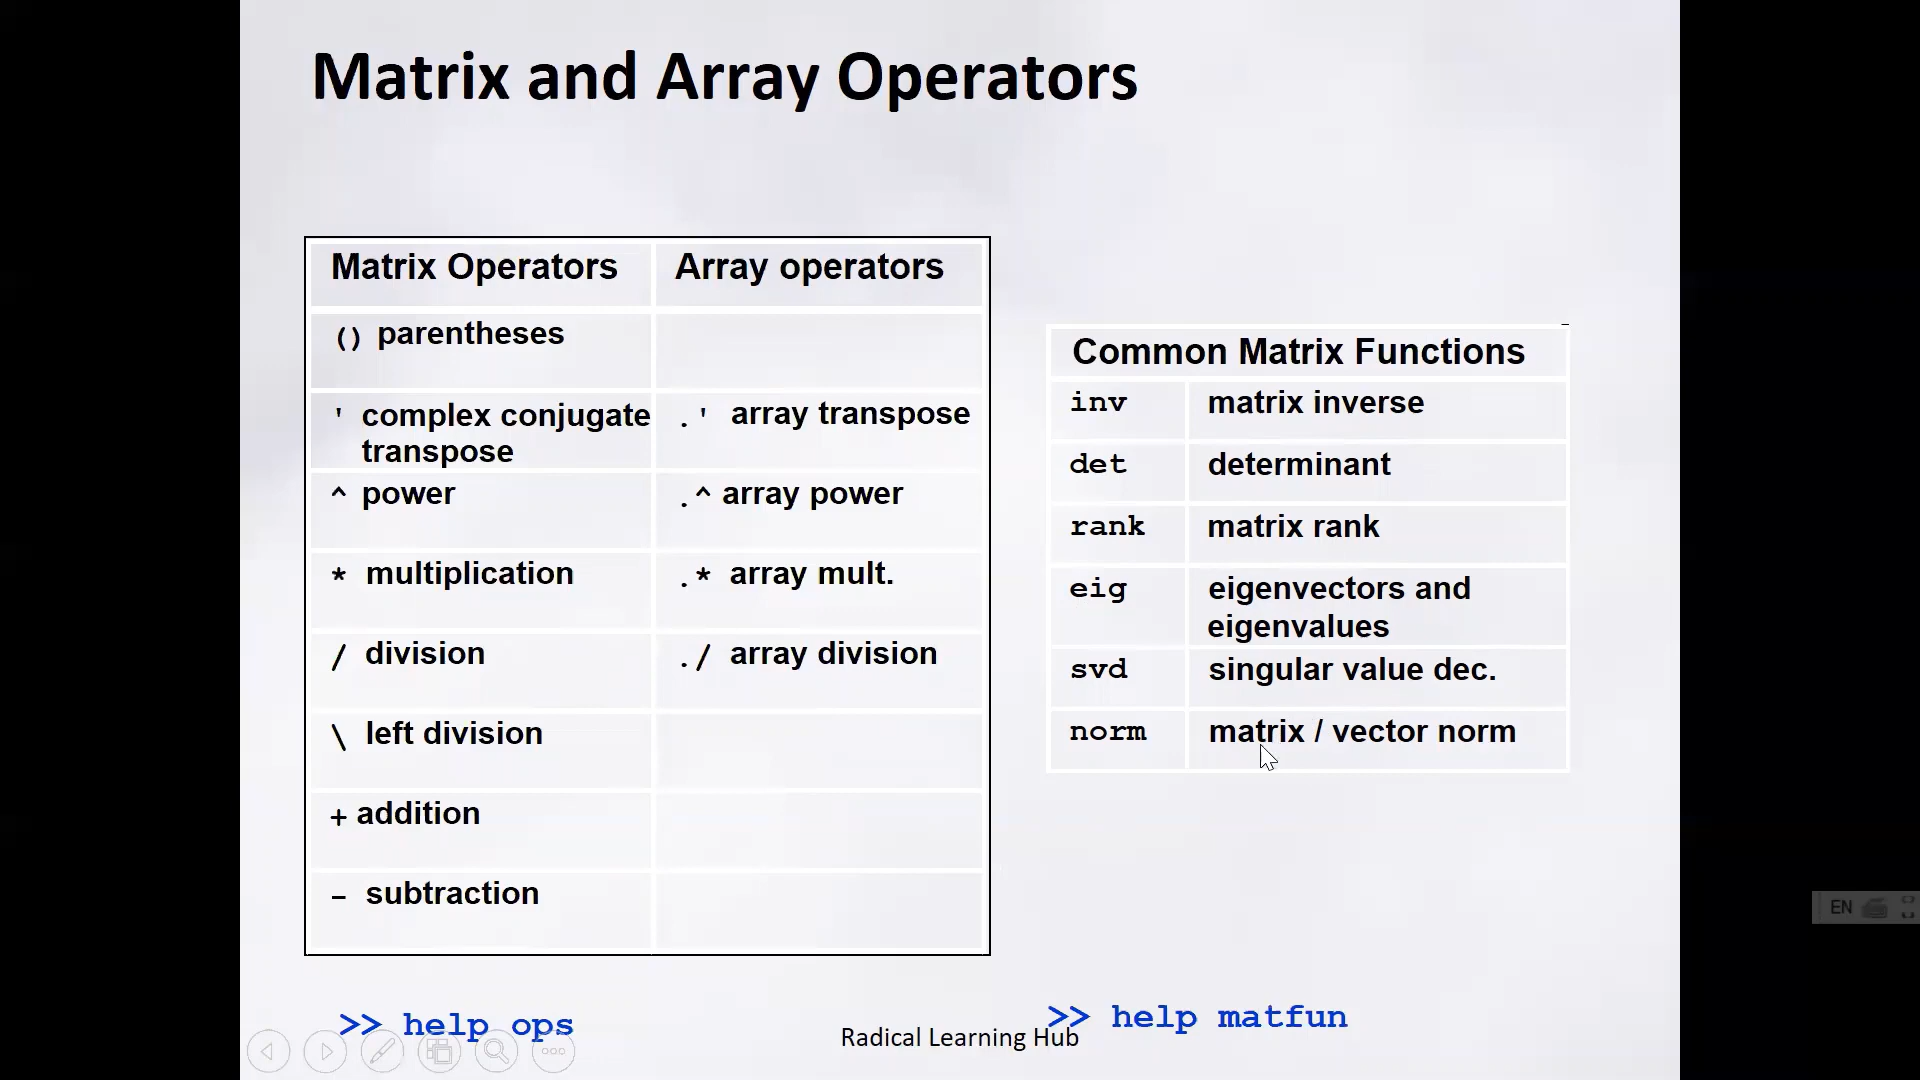 Matrix and Array Operators
Matrix Operators Array operators
() parentheses
' complex conjugate .' array transpose
transpose
^ power .^ array power
* multiplication .* array mult.
/ division ./ array division
\ left division
+ addition
- subtraction
Common Matrix Functions
inv matrix inverse
det determinant
rank matrix rank
eig eigenvectors and
eigenvalues
svd singular value dec.
norm matrix / vector norm
>> help ops
>> help matfun
Radical Learning Hub
EN